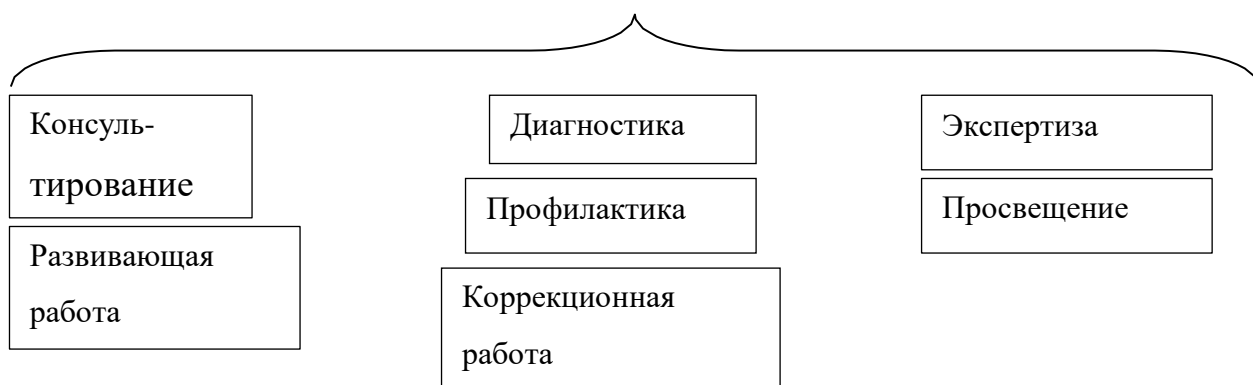 Консуль-
тирование
Развивающая
работа
Диагностика
Профилактика
Коррекционная
работа
Экспертиза
Просвещение